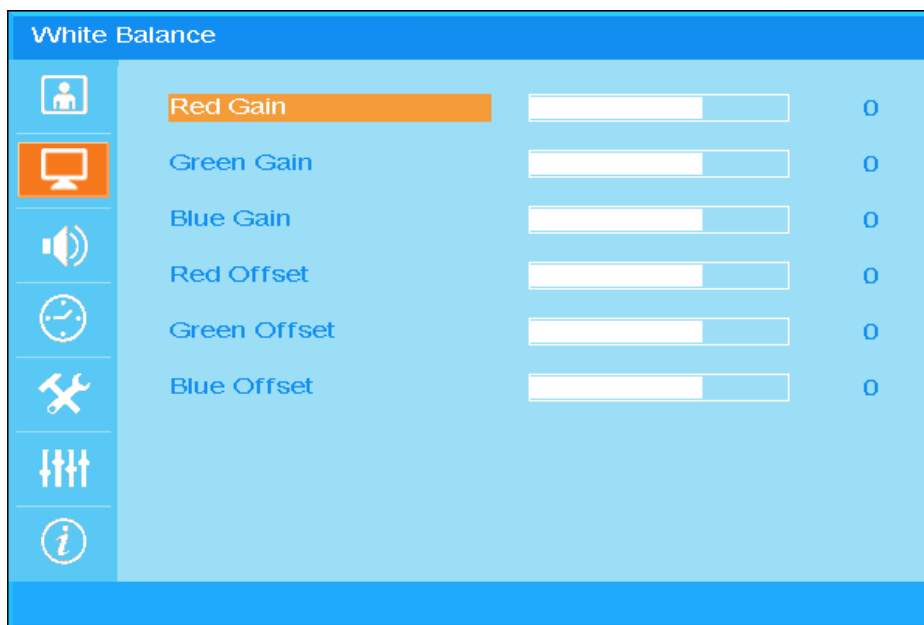 White Balance
Red Gain 0
Green Gain 0
Blue Gain 0
Red Offset 0
Green Offset 0
Blue Offset 0
i